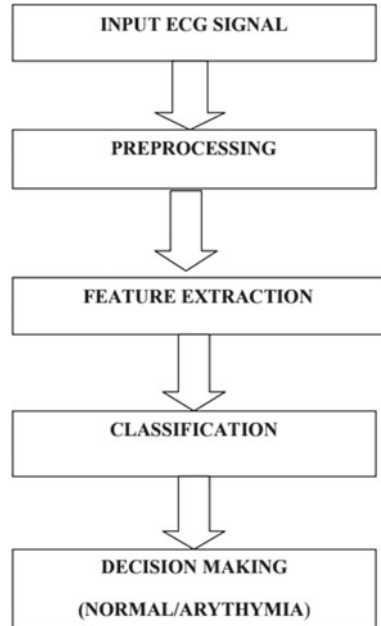 INPUT ECG SIGNAL
PREPROCESSING
FEATURE EXTRACTION
CLASSIFICATION
DECISION MAKING
(NORMAL/ARYTHYMIA)